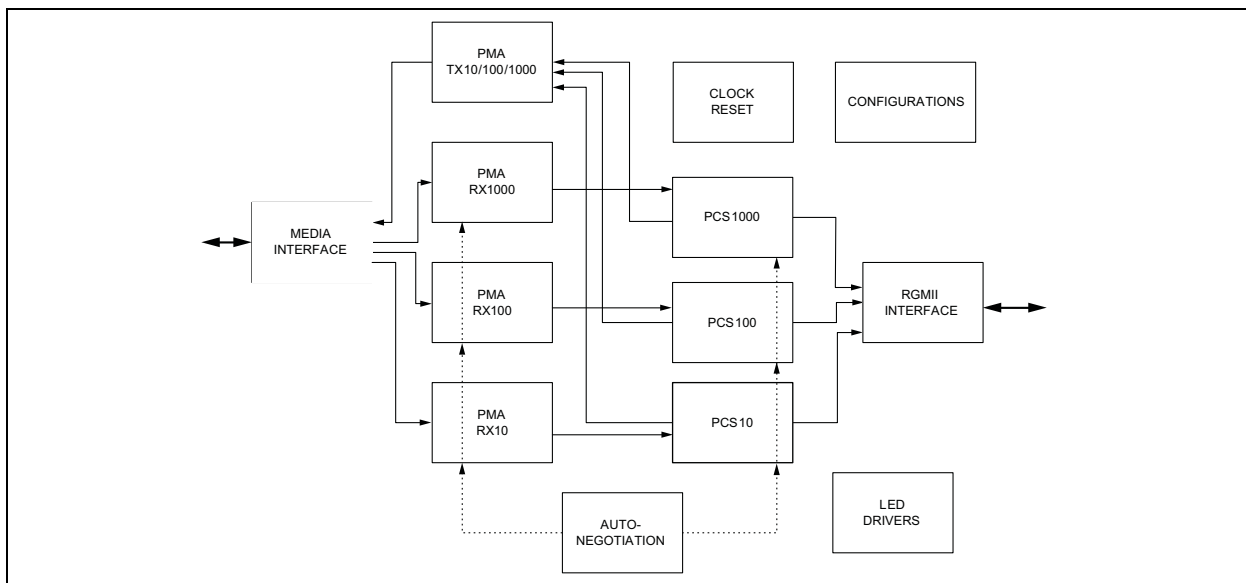 PMA
TX10/100/1000
CLOCK
RESET
CONFIGURATIONS
PMA
RX1000
PCS1000
MEDIA
INTERFACE
PMA
RX100
PCS100
RGMII
INTERFACE
PMA
RX10
PCS10
AUTO-
NEGOTIATION
LED
DRIVERS